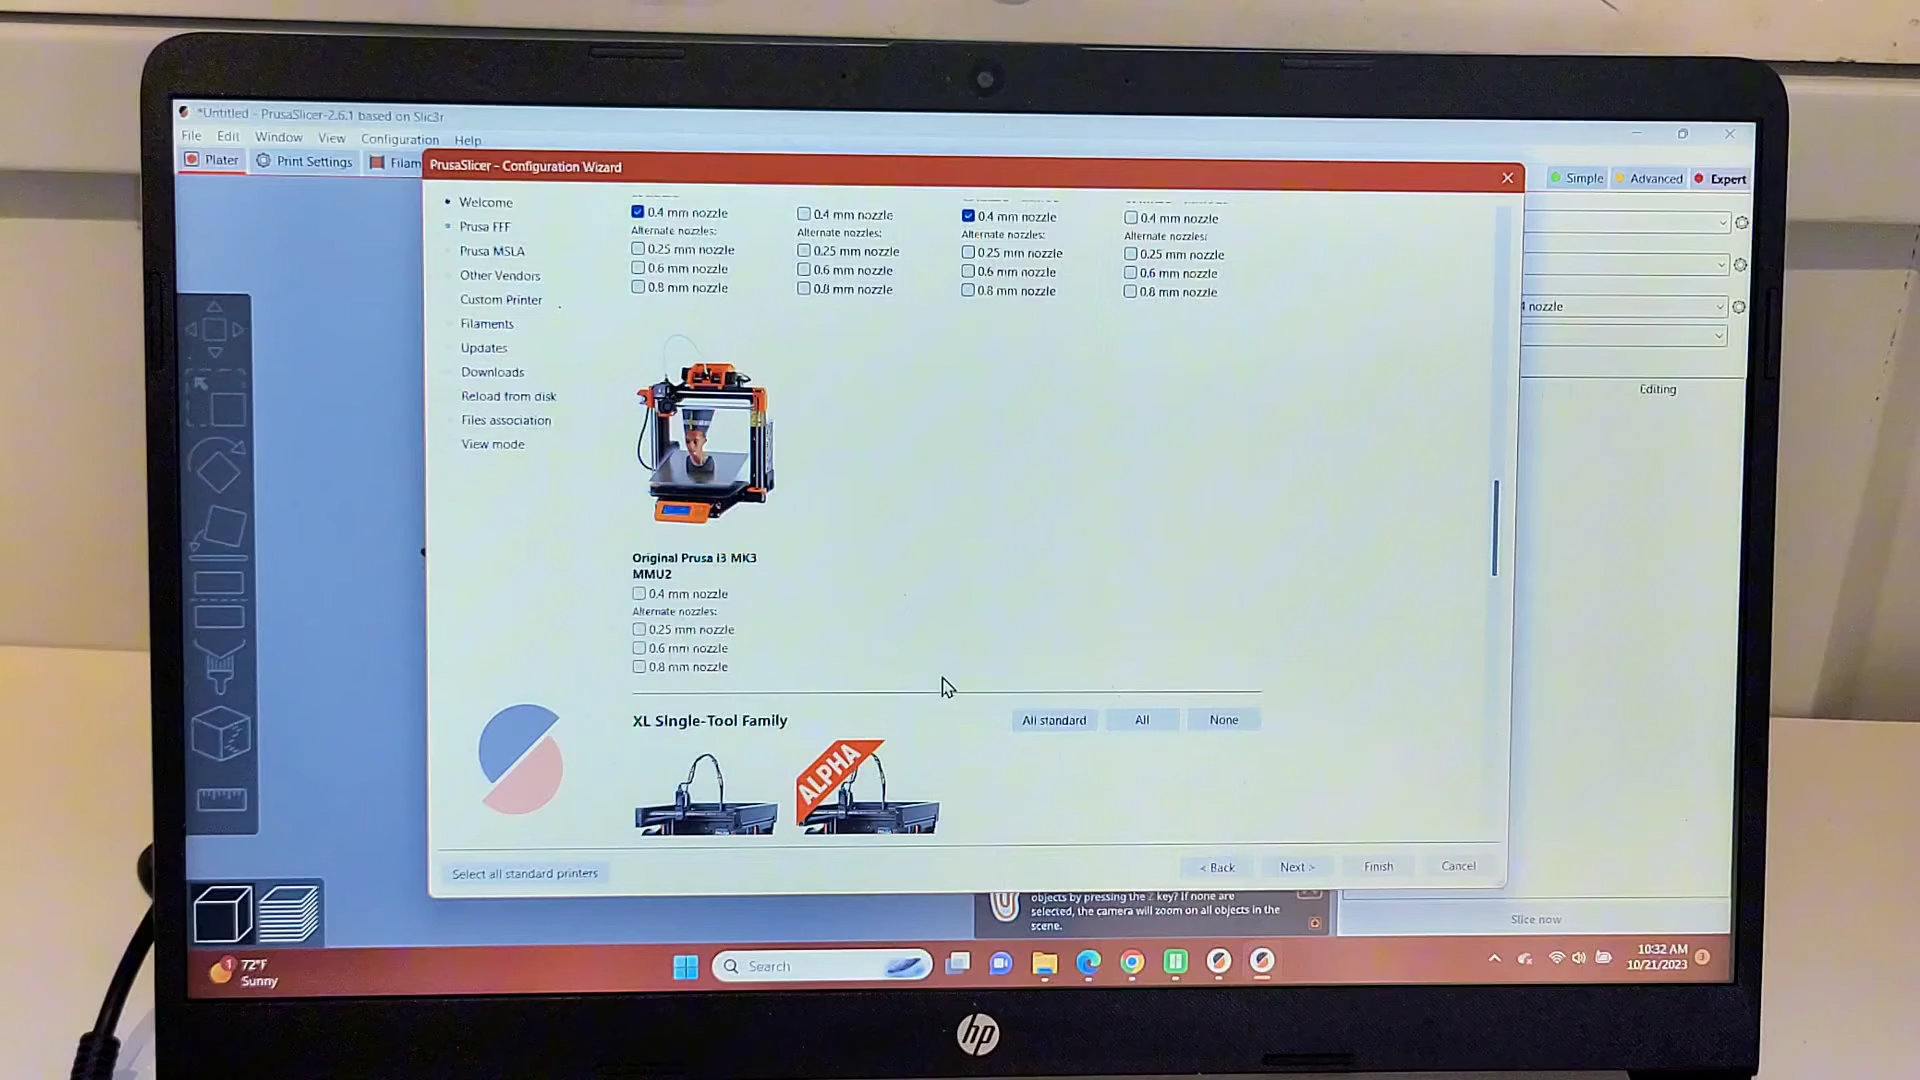 *Untitled - PrusaSlicer-2.6.1 based on Slic3r
File Edit Window View Configuration Help
Plater Print Settings Filam
Simple Advanced Expert
PrusaSlicer - Configuration Wizard
Welcome
Prusa FFF
Prusa MSLA
Other Vendors
Custom Printer
Filaments
Updates
Downloads
Reload from disk
Files association
View mode
0.4 mm nozzle
Alternate nozzles:
0.25 mm nozzle
0.6 mm nozzle
0.8 mm nozzle
0.4 mm nozzle
Alternate nozzles:
0.25 mm nozzle
0.6 mm nozzle
0.8 mm nozzle
0.4 mm nozzle
Alternate nozzles:
0.25 mm nozzle
0.6 mm nozzle
0.8 mm nozzle
0.4 mm nozzle
Alternate nozzles:
0.25 mm nozzle
0.6 mm nozzle
0.8 mm nozzle
Original Prusa i3 MK3
MMU2
0.4 mm nozzle
Alternate nozzles:
0.25 mm nozzle
0.6 mm nozzle
0.8 mm nozzle
XL Single-Tool Family
All standard All None
ALPHA
Select all standard printers
< Back Next > Finish Cancel
nozzle
Editing
objects by pressing the Z key? If none are
selected, the camera will zoom on all objects in the
scene.
Slice now
1
72°F
Sunny
Search
10:32 AM
10/21/2023
3
hp